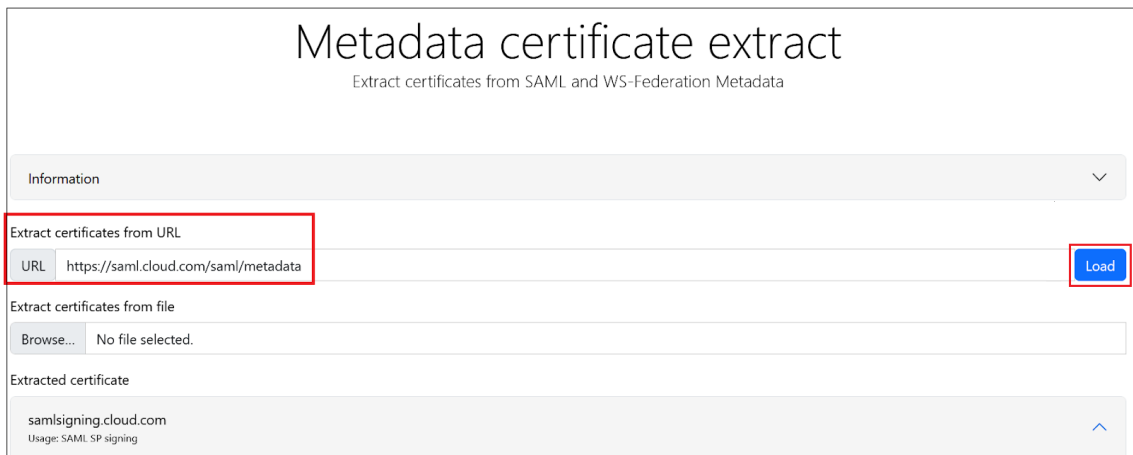 Metadata certificate extract
Extract certificates from SAML and WS-Federation Metadata
Information
Extract certificates from URL
URL https://saml.cloud.com/saml/metadata Load
Extract certificates from file
Browse... No file selected.
Extracted certificate
samlsigning.cloud.com
Usage: SAML SP signing